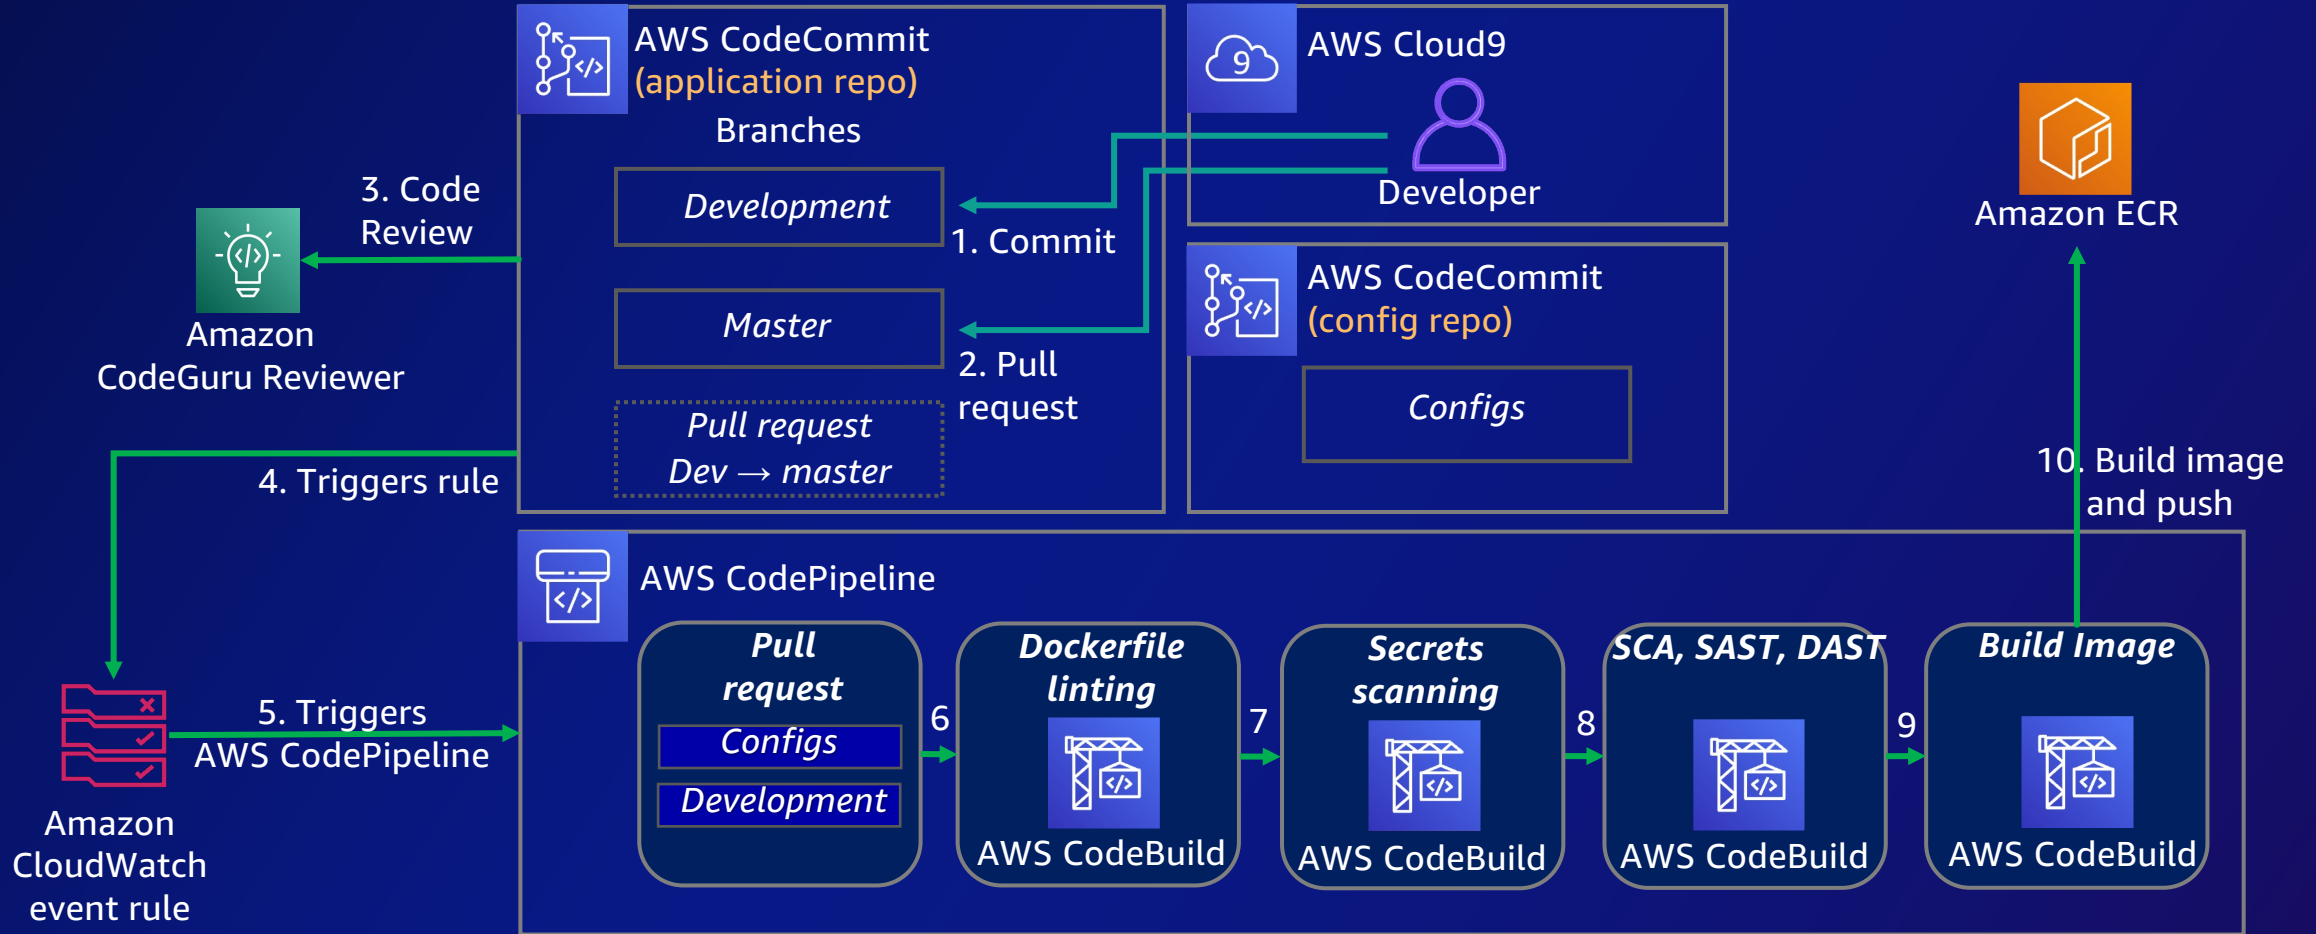 AWS CodeCommit
(application repo)
Branches
Development
Master
Pull request
Dev → master
9
AWS Cloud9
Developer
1. Commit
2. Pull
request
AWS CodeCommit
(config repo)
Configs
Amazon ECR
10. Build image
and push
3. Code
Review
Amazon
CodeGuru Reviewer
4. Triggers rule
5. Triggers
AWS CodePipeline
Amazon
CloudWatch
event rule
AWS CodePipeline
Pull
request
Configs
Development
6
Dockerfile
linting
AWS CodeBuild
7
Secrets
scanning
AWS CodeBuild
8
SCA, SAST, DAST
AWS CodeBuild
9
Build Image
AWS CodeBuild